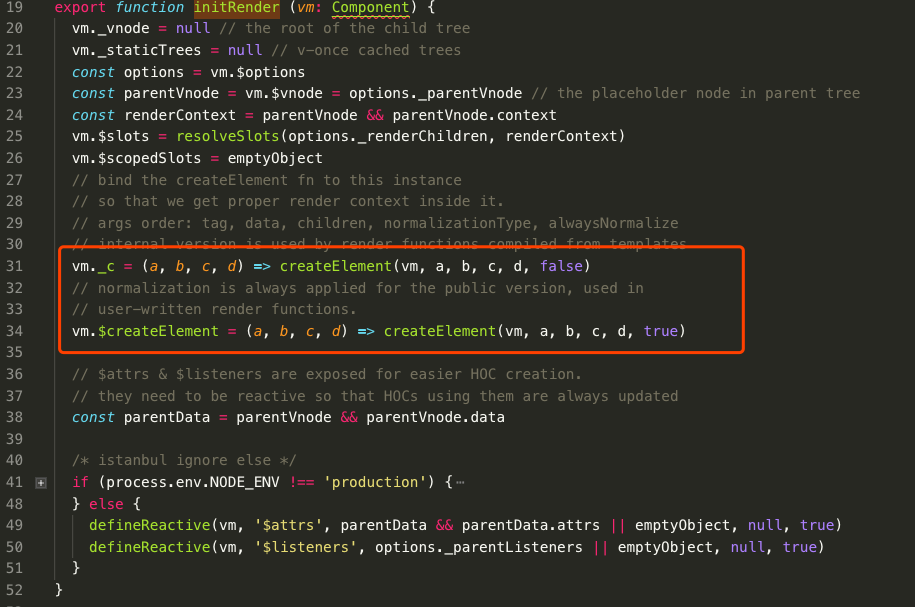 19 export function initRender (vm: Component) {
20 vm._vnode = null // the root of the child tree
21 vm._staticTrees = null // v-once cached trees
22 const options = vm.$options
23 const parentVnode = vm.$vnode = options._parentVnode // the placeholder node in parent tree
24 const renderContext = parentVnode && parentVnode.context
25 vm.$slots = resolveSlots(options._renderChildren, renderContext)
26 vm.$scopedSlots = emptyObject
27 // bind the createElement fn to this instance
28 // so that we get proper render context inside it.
29 // args order: tag, data, children, normalizationType, alwaysNormalize
30 // internal version is used by render functions compiled from templates
31 vm._c = (a, b, c, d) => createElement(vm, a, b, c, d, false)
32 // normalization is always applied for the public version, used in
33 // user-written render functions.
34 vm.$createElement = (a, b, c, d) => createElement(vm, a, b, c, d, true)
35
36 // $attrs & $listeners are exposed for easier HOC creation.
37 // they need to be reactive so that HOCs using them are always updated
38 const parentData = parentVnode && parentVnode.data
39
40 /* istanbul ignore else */
41 if (process.env.NODE_ENV !== 'production') {⋯
48 } else {
49 defineReactive(vm, '$attrs', parentData && parentData.attrs || emptyObject, null, true)
50 defineReactive(vm, '$listeners', options._parentListeners || emptyObject, null, true)
51 }
52 }